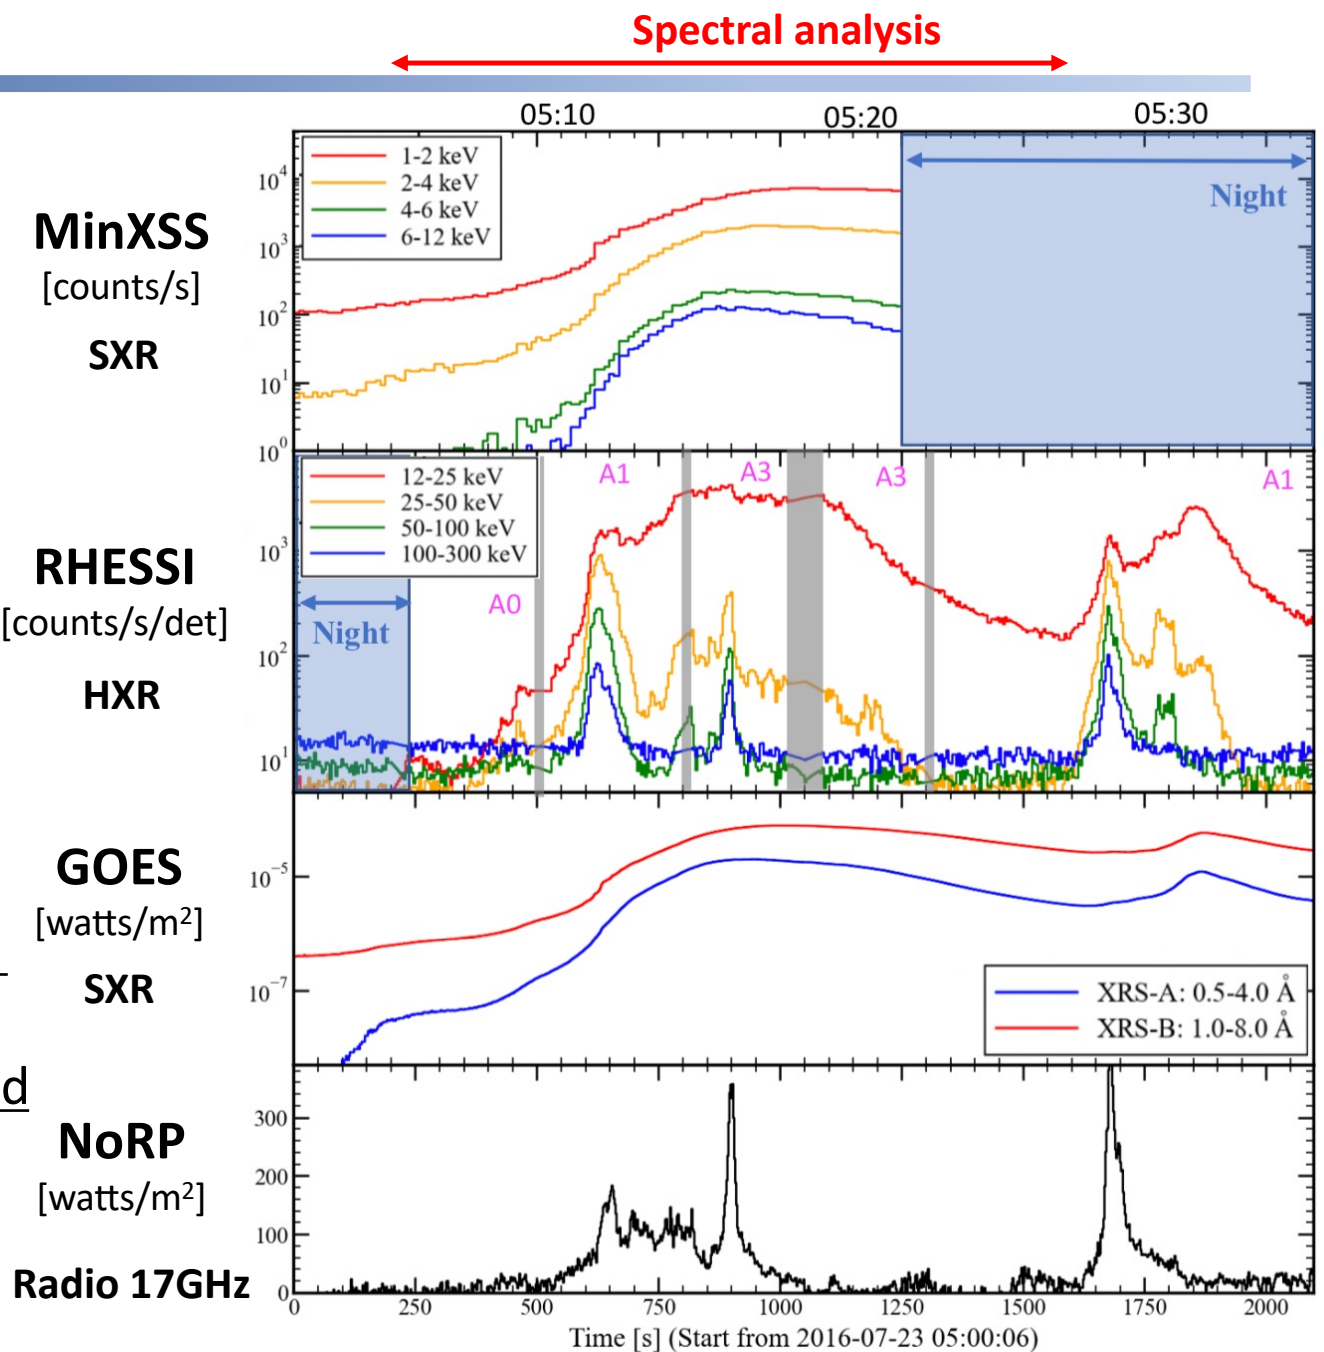 Spectral analysis
05:10 05:20 05:30
MinXSS
[counts/s]
SXR
10⁴
10³
10²
10¹
10⁰
1-2 keV
2-4 keV
4-6 keV
6-12 keV
Night
RHESSI
[counts/s/det]
HXR
10³
10²
10¹
12-25 keV
25-50 keV
50-100 keV
100-300 keV
Night
A0
A1
A3
A3
A1
GOES
[watts/m²]
SXR
10⁻⁵
10⁻⁷
XRS-A: 0.5-4.0 Å
XRS-B: 1.0-8.0 Å
d
NoRP
[watts/m²]
Radio 17GHz
300
200
100
0
0 250 500 750 1000 1250 1500 1750 2000
Time [s] (Start from 2016-07-23 05:00:06)